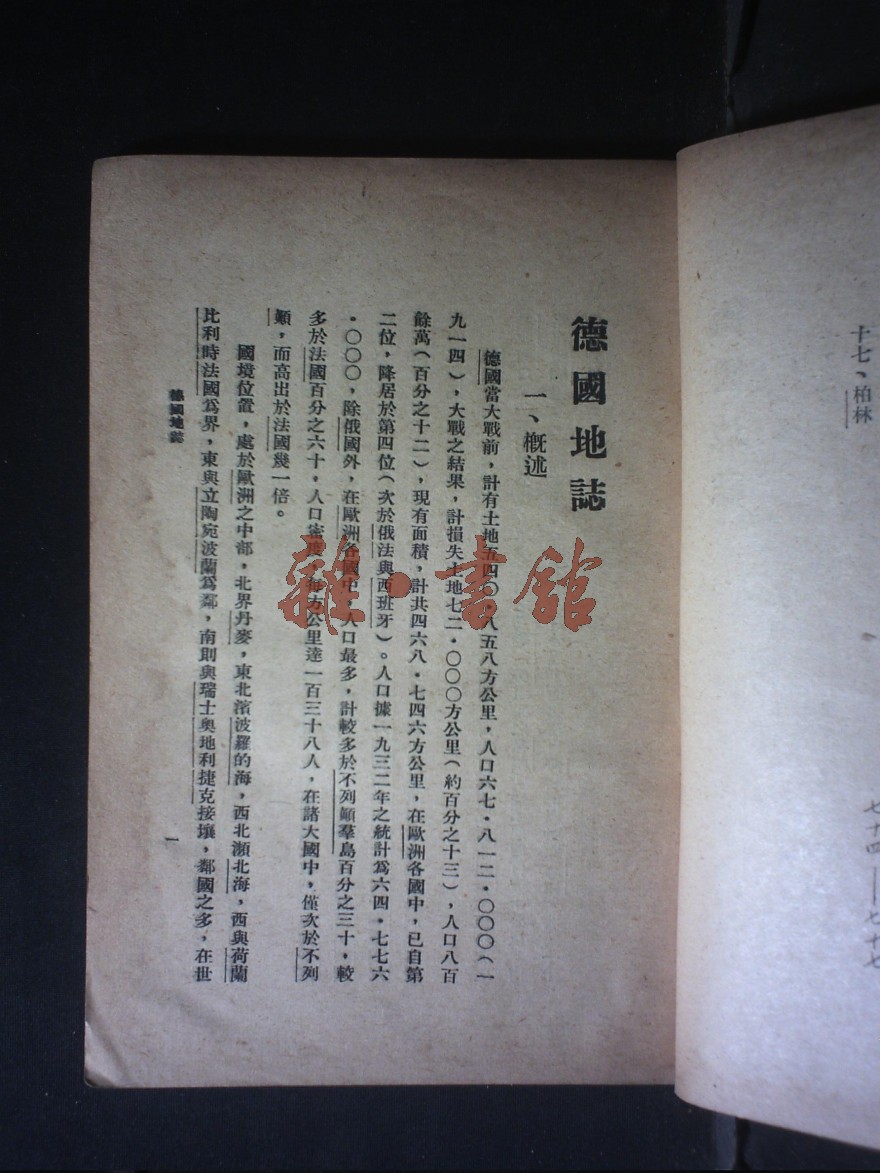 十七、柏林
七十四——七十七
德國地誌
一、概述
德國當大戰前，計有土地五四〇・八五八方公里，人口六七・八一二・〇〇〇（一
九一四），大戰之結果，計損失土地七二・〇〇〇方公里（約百分之十三），人口八百
餘萬（百分之十二），現有面積，計共四六八・七四六方公里，在歐洲各國中，已自第
二位，降居於第四位（次於俄法與西班牙）。人口據一九三二年之統計爲六四・七七六
・〇〇〇，除俄國外，在歐洲各國中，人口最多，計較多於不列顛羣島百分之三十，較
多於法國百分之六十，人口密度，每方公里達一百三十八人，在諸大國中，僅次於不列
顛，而高出於法國幾一倍。
國境位置，處於歐洲之中部，北界丹麥，東北濱波羅的海，西北瀕北海，西與荷蘭
比利時法國爲界，東與立陶宛波蘭爲鄰，南則與瑞士奧地利捷克接壤，鄰國之多，在世
德國地誌
一
雜・書館